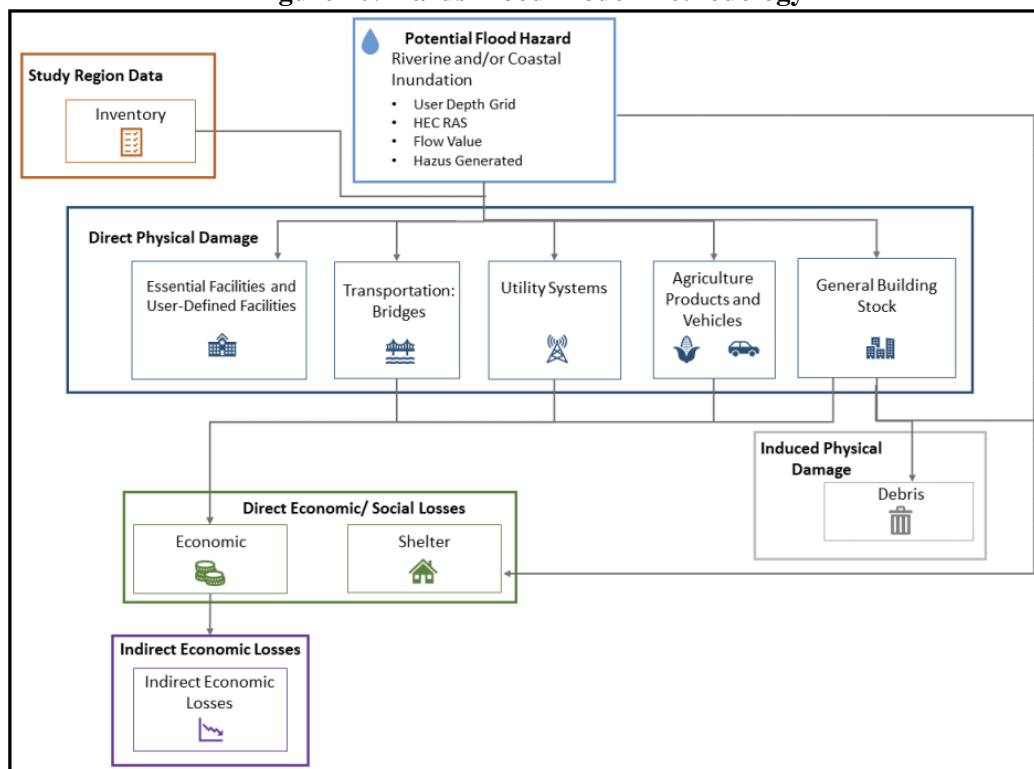 Potential Flood Hazard
Riverine and/or Coastal
Inundation
• User Depth Grid
• HEC RAS
• Flow Value
• Hazus Generated
Study Region Data
Inventory
Direct Physical Damage
Essential Facilities and
User-Defined Facilities
Transportation:
Bridges
Utility Systems
Agriculture
Products and
Vehicles
General Building
Stock
Induced Physical
Damage
Debris
Direct Economic/ Social Losses
Economic
Shelter
Indirect Economic Losses
Indirect Economic
Losses